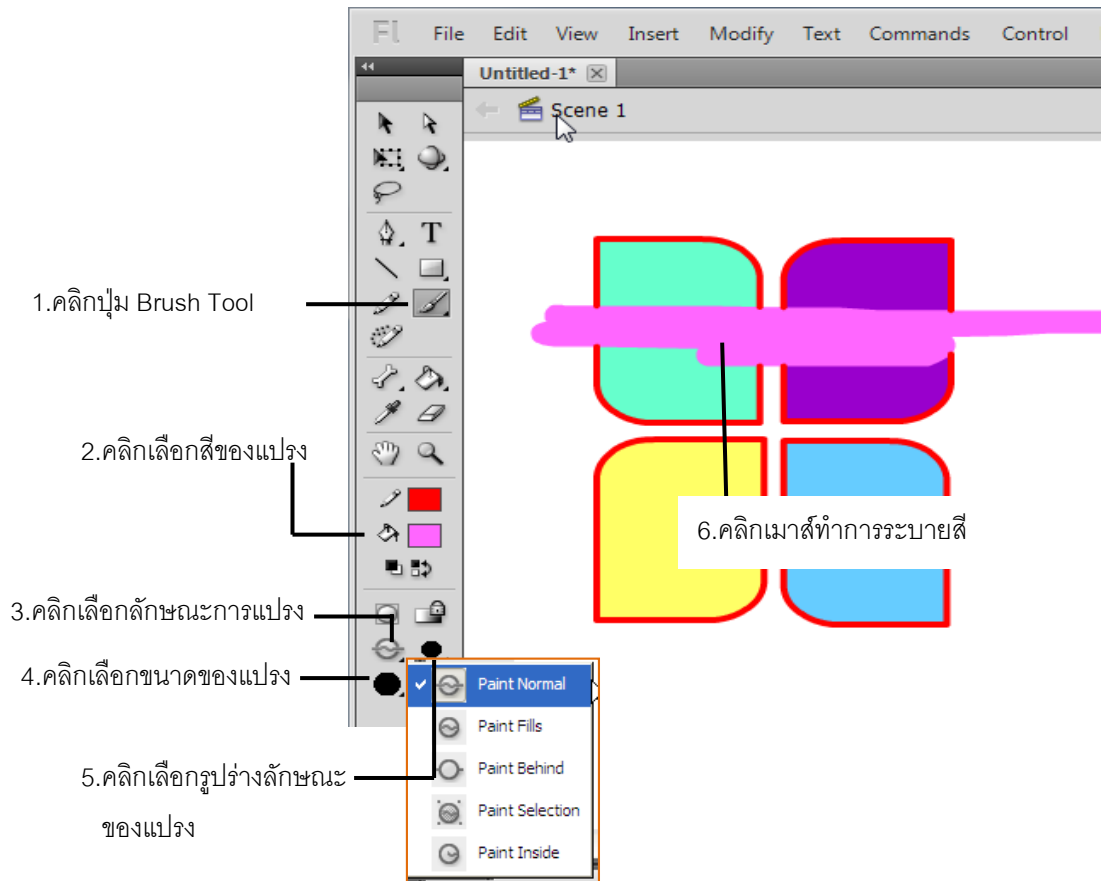 Fl File Edit View Insert Modify Text Commands Control
Untitled-1*
Scene 1
T
1.คลิกปุ่ม Brush Tool
2.คลิกเลือกสีของแปรง
6.คลิกเมาส์ทำการระบายสี
3.คลิกเลือกลักษณะการแปรง
4.คลิกเลือกขนาดของแปรง
5.คลิกเลือกรูปร่างลักษณะ
ของแปรง
Paint Normal
Paint Fills
Paint Behind
Paint Selection
Paint Inside